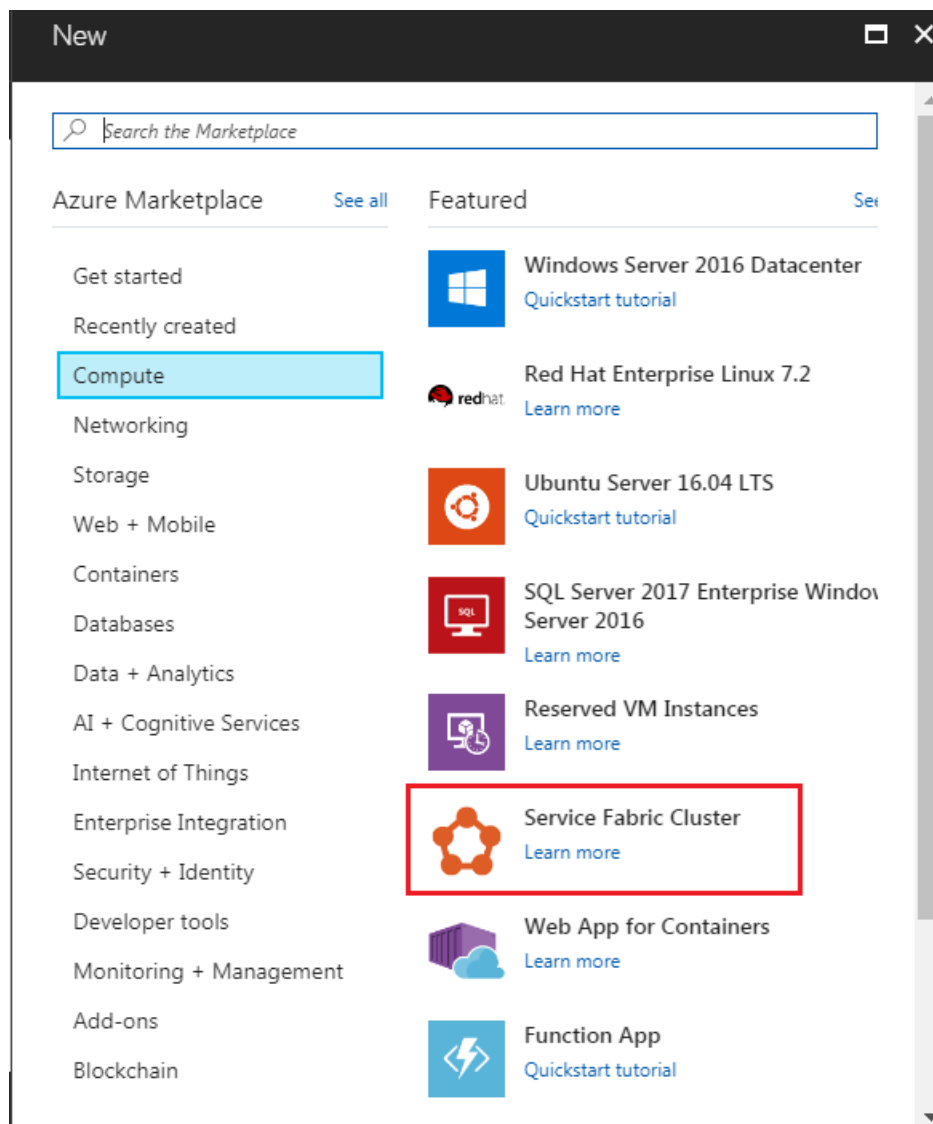 New
Search the Marketplace
Azure Marketplace
See all
Get started
Recently created
Compute
Networking
Storage
Web + Mobile
Containers
Databases
Data + Analytics
AI + Cognitive Services
Internet of Things
Enterprise Integration
Security + Identity
Developer tools
Monitoring + Management
Add-ons
Blockchain
Featured
See
Windows Server 2016 Datacenter
Quickstart tutorial
redhat
Red Hat Enterprise Linux 7.2
Learn more
Ubuntu Server 16.04 LTS
Quickstart tutorial
SQL
SQL Server 2017 Enterprise Window
Server 2016
Learn more
Reserved VM Instances
Learn more
Service Fabric Cluster
Learn more
Web App for Containers
Learn more
Function App
Quickstart tutorial